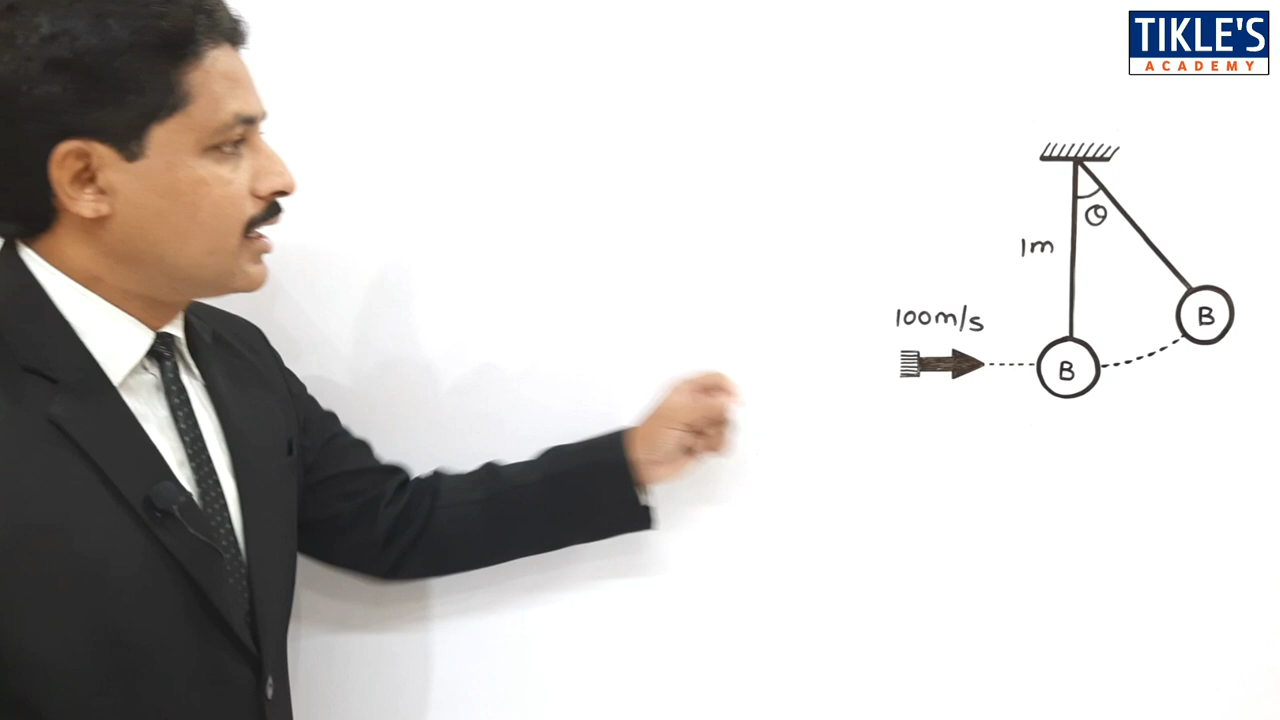 TIKLE'S
ACADEMY
θ
1m
100m/s
B
B